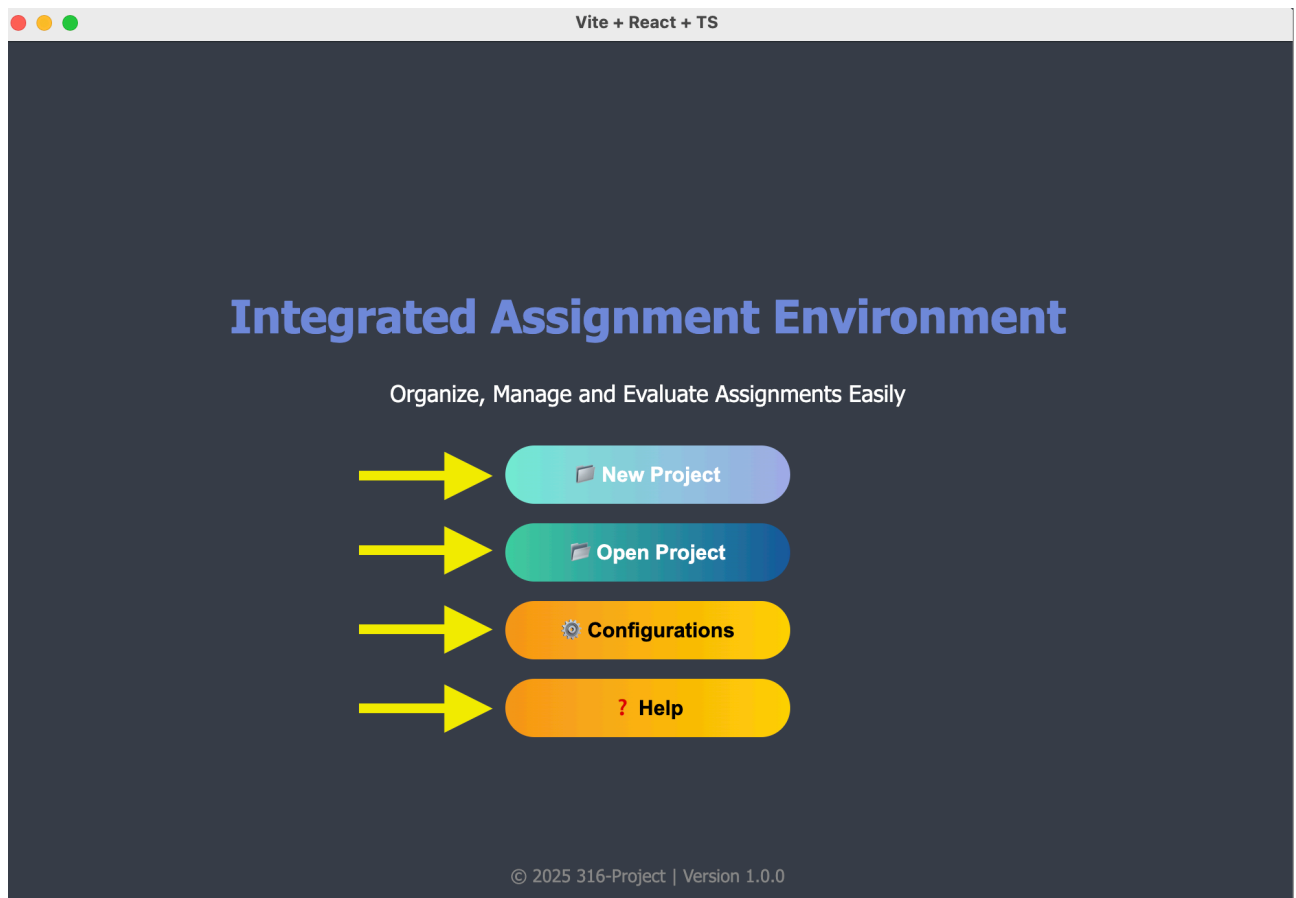 Vite + React + TS
Integrated Assignment Environment
Organize, Manage and Evaluate Assignments Easily
New Project
Open Project
Configurations
? Help
© 2025 316-Project | Version 1.0.0